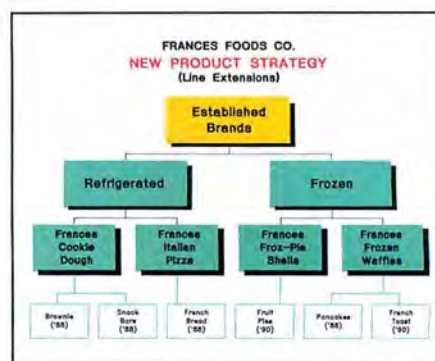 FRANCES FOODS CO.
NEW PRODUCT STRATEGY
(Line Extensions)
Established
Brands
Refrigerated
Frozen
Frances
Cookie
Dough
Frances
Italian
Pizza
Frances
Froz-Pie
Shells
Frances
Frozen
Waffles
Brownie
('88)
Snack
Bars
('88)
French
Bread
('88)
Fruit
Pies
('90)
Pancakes
('88)
French
Toast
('90)